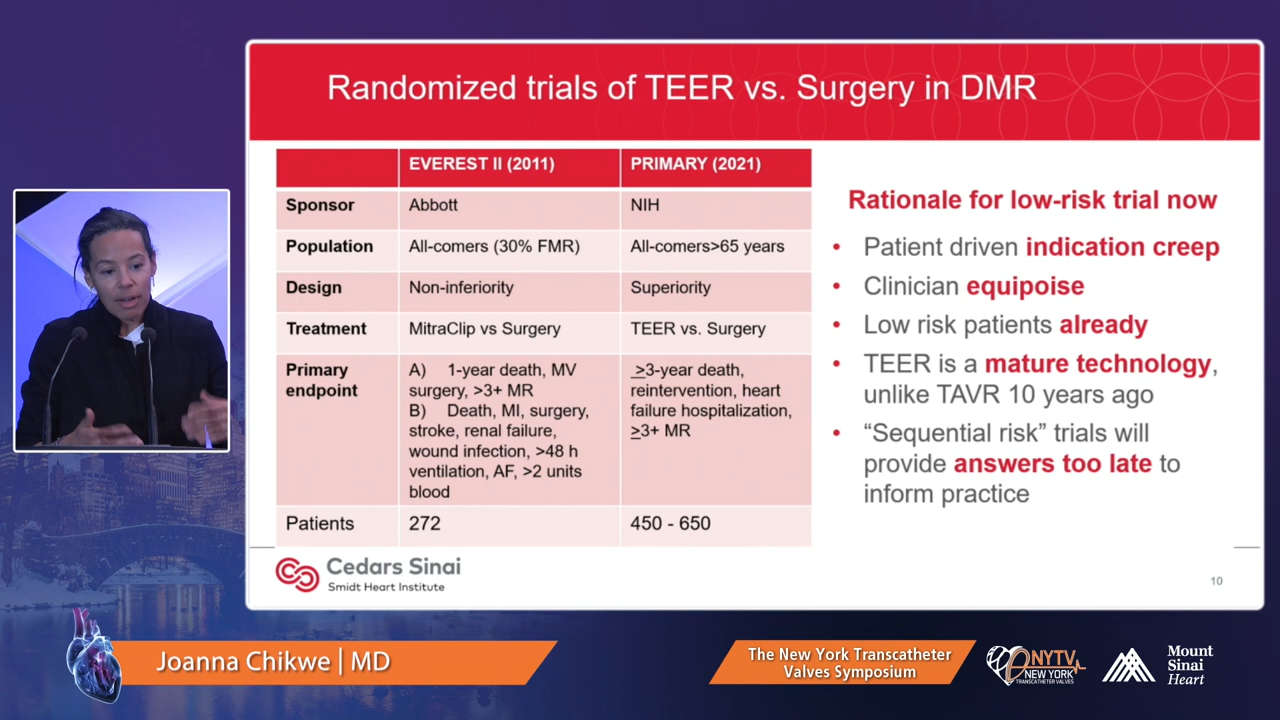 Randomized trials of TEER vs. Surgery in DMR
EVEREST II (2011) PRIMARY (2021)
Sponsor Abbott NIH
Population All-comers (30% FMR) All-comers>65 years
Design Non-inferiority Superiority
Treatment MitraClip vs Surgery TEER vs. Surgery
Primary
endpoint
A) 1-year death, MV
surgery, >3+ MR
B) Death, MI, surgery,
stroke, renal failure,
wound infection, >48 h
ventilation, AF, >2 units
blood
>3-year death,
reintervention, heart
failure hospitalization,
>3+ MR
Patients 272 450 - 650
Rationale for low-risk trial now
• Patient driven indication creep
• Clinician equipoise
• Low risk patients already
• TEER is a mature technology,
unlike TAVR 10 years ago
• “Sequential risk” trials will
provide answers too late to
inform practice
Cedars Sinai
Smidt Heart Institute
10
Joanna Chikwe | MD
The New York Transcatheter
Valves Symposium
NYTV
NEW YORK
TRANSCATHETER VALVES
Mount
Sinai
Heart